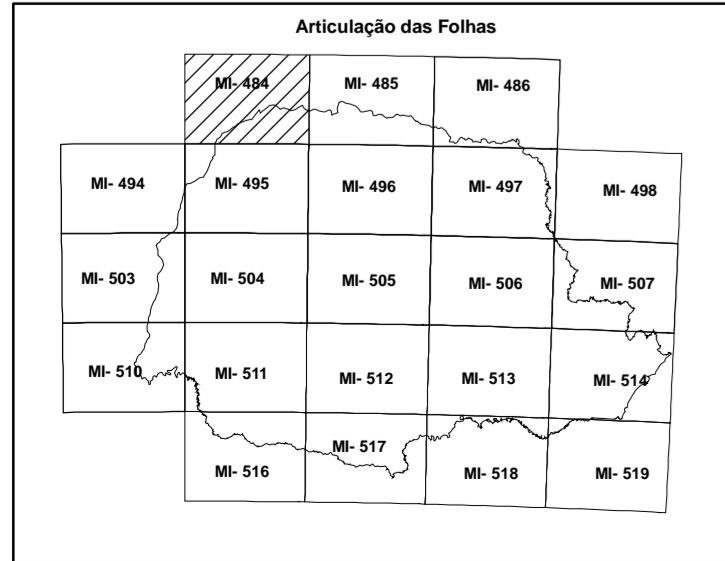 Articulação das Folhas
MI- 484 MI- 485 MI- 486
MI- 494 MI- 495 MI- 496 MI- 497 MI- 498
MI- 503 MI- 504 MI- 505 MI- 506 MI- 507
MI- 510 MI- 511 MI- 512 MI- 513 MI- 514
MI- 516 MI- 517 MI- 518 MI- 519